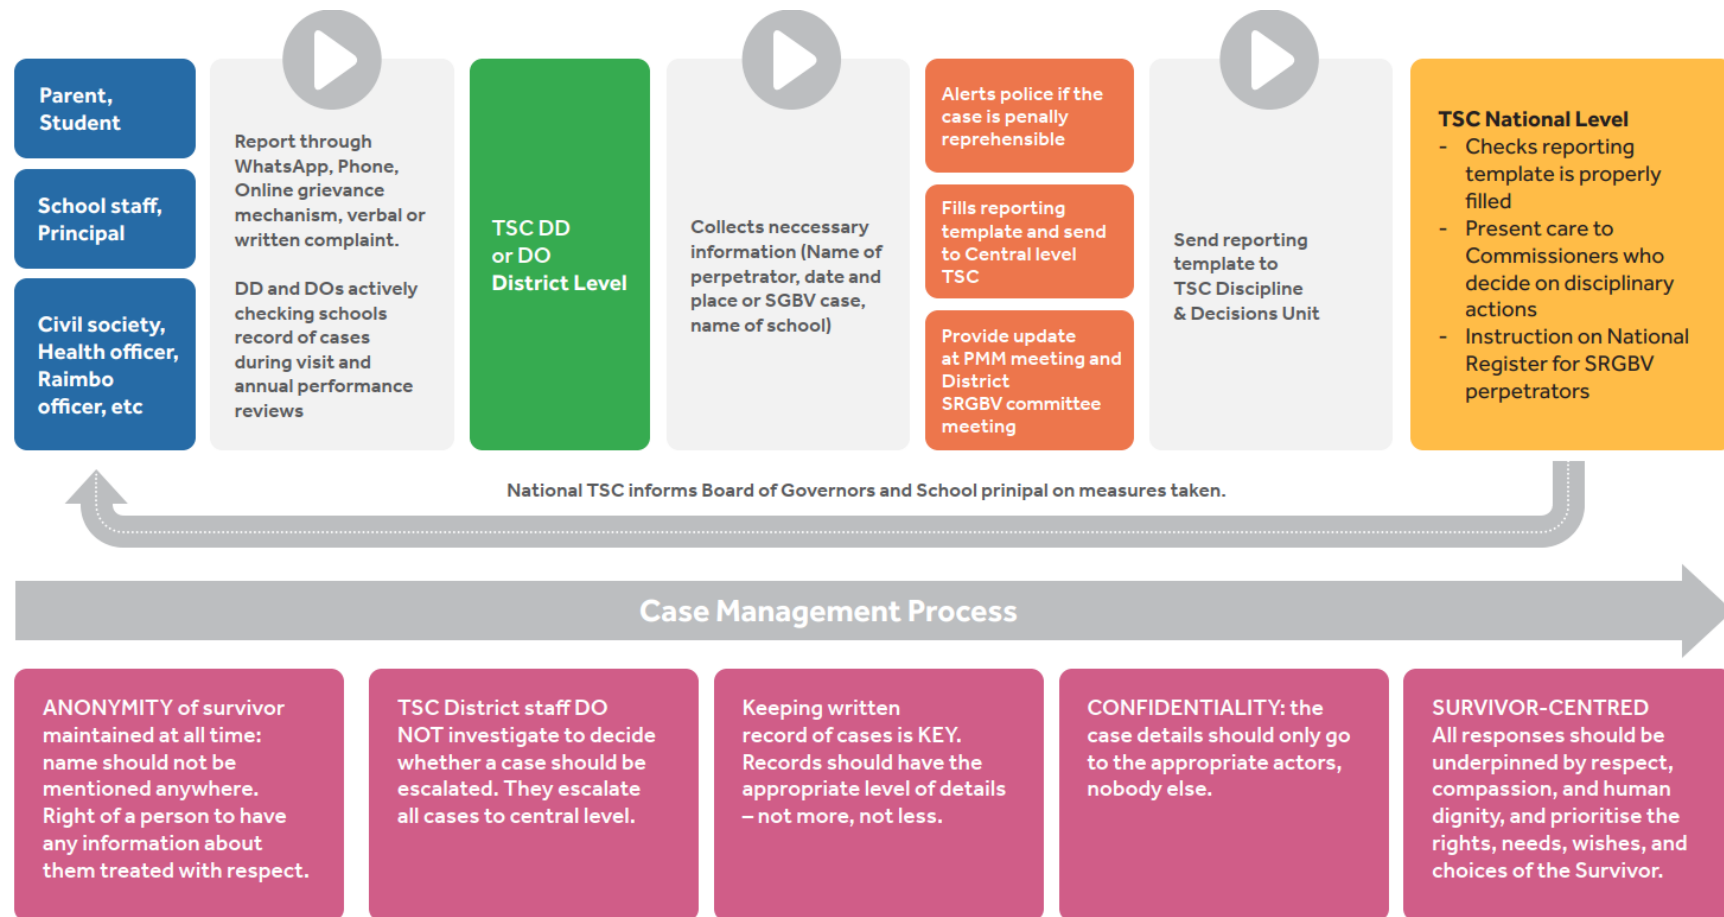 Parent,
Student
School staff,
Principal
Civil society,
Health officer,
Raimbo
officer, etc
Report through
WhatsApp, Phone,
Online grievance
mechanism, verbal or
written complaint.
DD and DOs actively
checking schools
record of cases
during visit and
annual performance
reviews
TSC DD
or DO
District Level
Collects neccessary
information (Name of
perpetrator, date and
place or SGBV case,
name of school)
Alerts police if the
case is penally
reprehensible
Fills reporting
template and send
to Central level
TSC
Provide update
at PMM meeting and
District
SRGBV committee
meeting
Send reporting
template to
TSC Discipline
& Decisions Unit
TSC National Level
- Checks reporting
template is properly
filled
- Present care to
Commissioners who
decide on disciplinary
actions
- Instruction on National
Register for SRGBV
perpetrators
National TSC informs Board of Governors and School prinipal on measures taken.
Case Management Process
ANONYMITY of survivor
maintained at all time:
name should not be
mentioned anywhere.
Right of a person to have
any information about
them treated with respect.
TSC District staff DO
NOT investigate to decide
whether a case should be
escalated. They escalate
all cases to central level.
Keeping written
record of cases is KEY.
Records should have the
appropriate level of details
– not more, not less.
CONFIDENTIALITY: the
case details should only go
to the appropriate actors,
nobody else.
SURVIVOR-CENTRED
All responses should be
underpinned by respect,
compassion, and human
dignity, and prioritise the
rights, needs, wishes, and
choices of the Survivor.